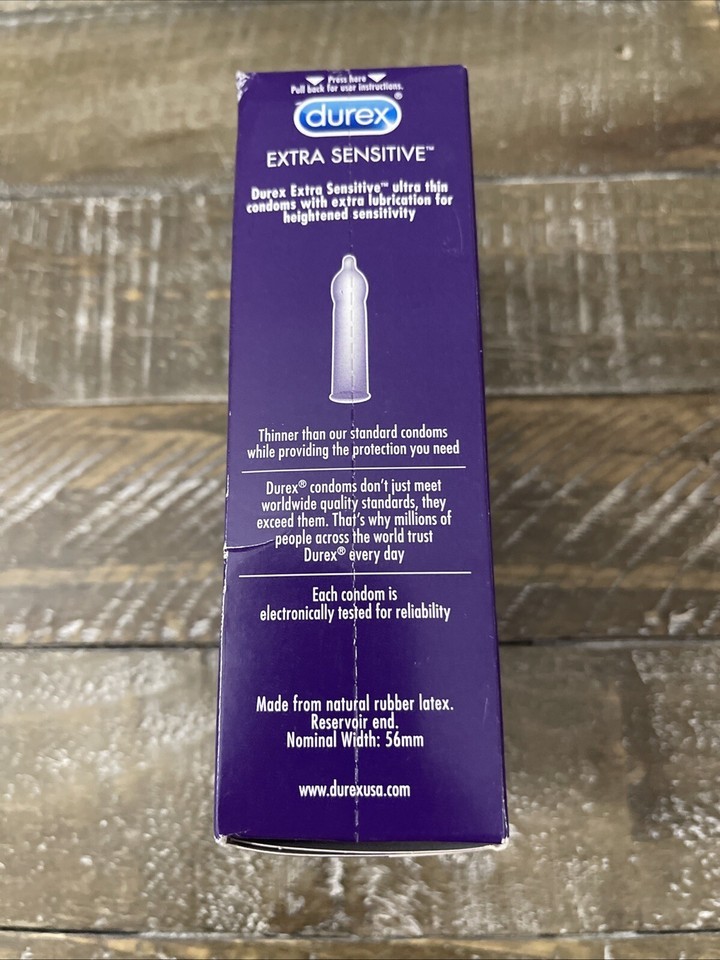 Press here
Pull back for user instructions.
durex®
EXTRA SENSITIVE™
Durex Extra Sensitive™ ultra thin
condoms with extra lubrication for
heightened sensitivity
Thinner than our standard condoms
while providing the protection you need
Durex® condoms don't just meet
worldwide quality standards, they
exceed them. That's why millions of
people across the world trust
Durex® every day
Each condom is
electronically tested for reliability
Made from natural rubber latex.
Reservoir end.
Nominal Width: 56mm
www.durexusa.com